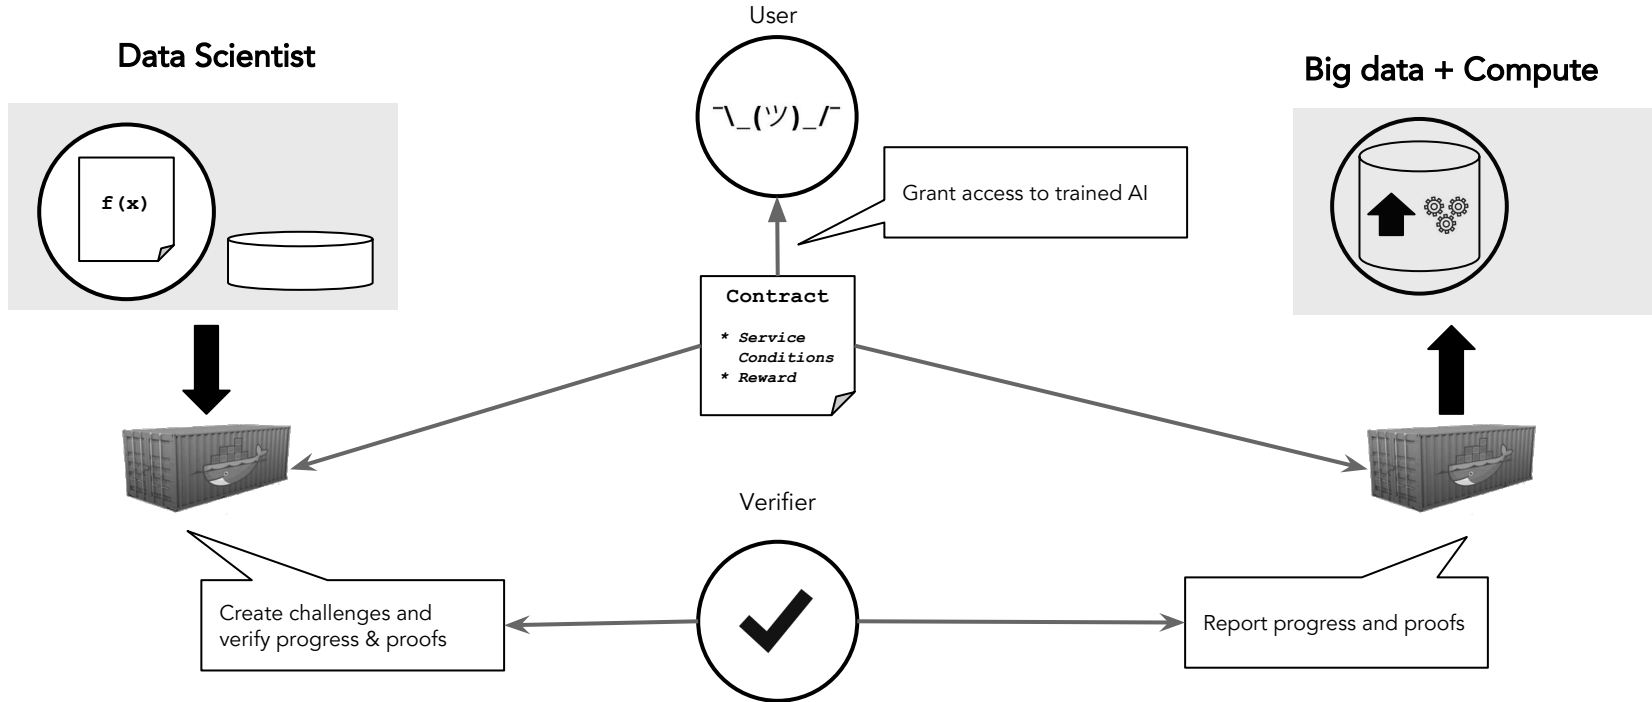 User
Data Scientist
Big data + Compute
¯\_(ツ)_/¯
f(x)
Grant access to trained AI
Contract
* Service
Conditions
* Reward
Verifier
Create challenges and
verify progress & proofs
Report progress and proofs